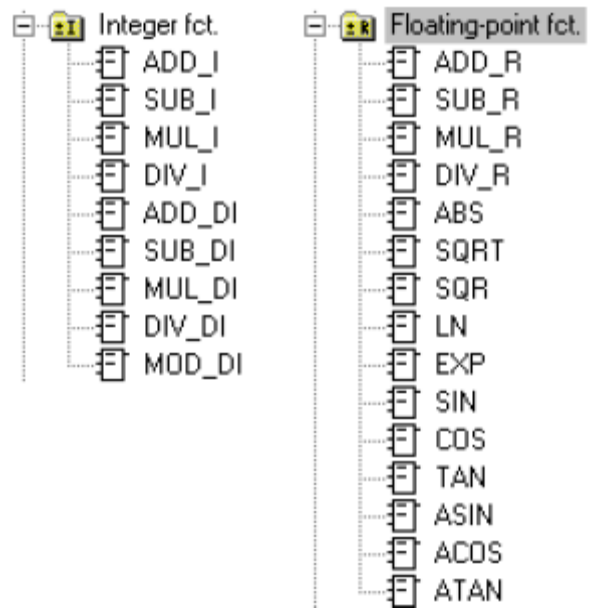 Integer fct.
ADD_I
SUB_I
MUL_I
DIV_I
ADD_DI
SUB_DI
MUL_DI
DIV_DI
MOD_DI
Floating-point fct.
ADD_R
SUB_R
MUL_R
DIV_R
ABS
SQRT
SQR
LN
EXP
SIN
COS
TAN
ASIN
ACOS
ATAN